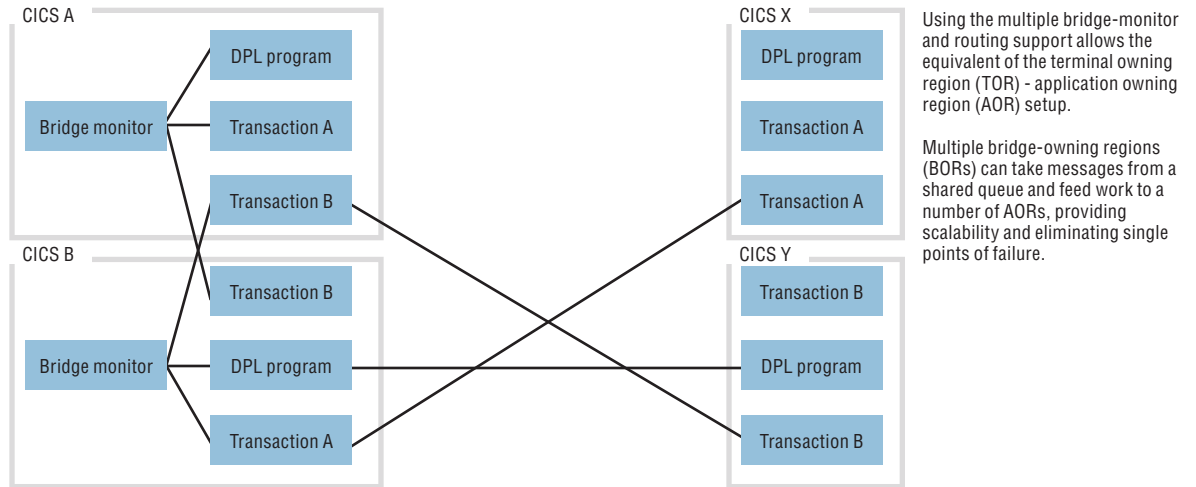 CICS A
DPL program
Bridge monitor
Transaction A
Transaction B
CICS B
Transaction B
Bridge monitor
DPL program
Transaction A
CICS X
DPL program
Transaction A
Transaction A
CICS Y
Transaction B
DPL program
Transaction B
Using the multiple bridge-monitor
and routing support allows the
equivalent of the terminal owning
region (TOR) - application owning
region (AOR) setup.
Multiple bridge-owning regions
(BORs) can take messages from a
shared queue and feed work to a
number of AORs, providing
scalability and eliminating single
points of failure.